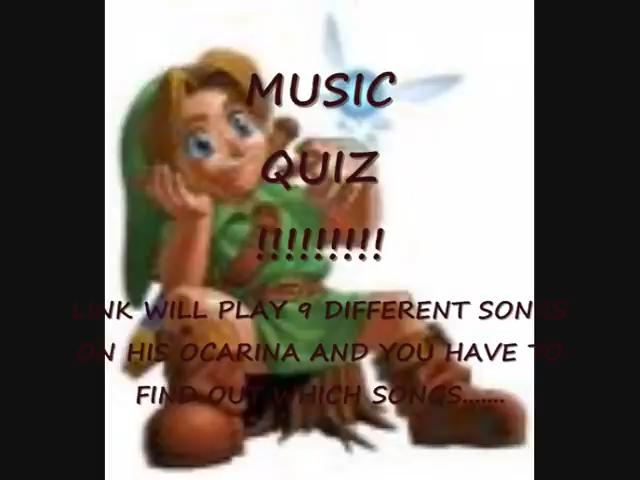 MUSIC
QUIZ
!!!!!!!!!
LINK WILL PLAY 9 DIFFERENT SONGS
ON HIS OCARINA AND YOU HAVE TO
FIND OUT WHICH SONGS.......